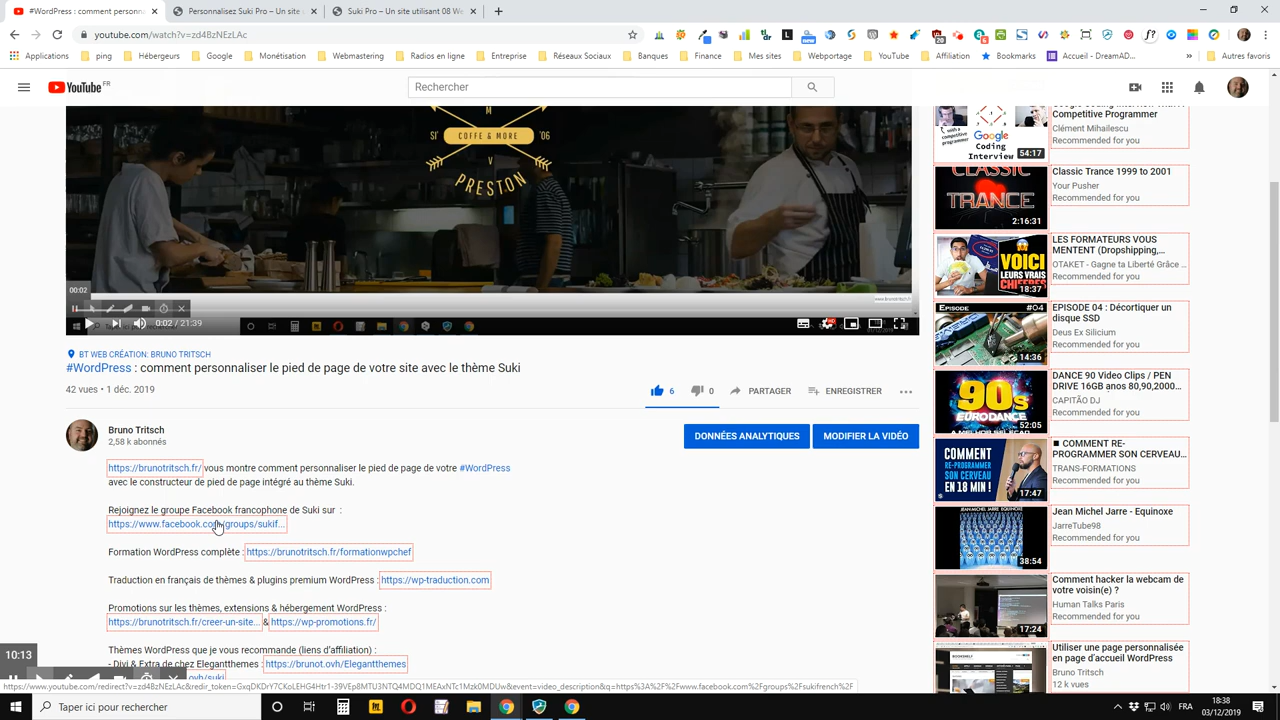 #WordPress : comment personna
Personnalisez Suki Pro – Un site
Suki Pro – Un site utilisant 08 We
youtube.com/watch?v=zd4BzNEzLAc
Applications
ping
Hébergeurs
Google
Monétisation
Webmastering
Radios en ligne
Entreprise
Réseaux Sociaux
Banques
Finance
Mes sites
Webportage
YouTube
Affiliation
Bookmarks
Accueil - DreamAD...
Autres favoris
YouTube FR
Rechercher
COFFE & MORE
'06
V
PRESTON
00:02
0:02 / 21:39
BT WEB CRÉATION: BRUNO TRITSCH
#WordPress : comment personnaliser le pied de page de votre site avec le thème Suki
42 vues • 1 déc. 2019
6
0
PARTAGER
ENREGISTRER
Bruno Tritsch
2,58 k abonnés
DONNÉES ANALYTIQUES
MODIFIER LA VIDÉO
https://brunotritsch.fr/ vous montre comment personnaliser le pied de page de votre #WordPress
avec le constructeur de pied de page intégré au thème Suki.
Rejoignez le groupe Facebook francophone de Suki sur :
https://www.facebook.com/groups/sukif...
Formation WordPress complète : https://brunotritsch.fr/formationwpchef
Traduction en français de thèmes & plugins premium WordPress : https://wp-traduction.com
Promotions sur les thèmes, extensions & hébergement WordPress :
https://brunotritsch.fr/creer-un-site... & https://wp-promotions.fr/
Thèmes WordPress que je vous recommande (liens d'affiliation) :
- Divi & Extra de chez Elegantthemes : https://brunot.ovh/Elegantthemes
ovh/suki
10:13
Competitive Programmer
Clément Mihailescu
Recommended for you
with a
competitive
programmer
Google
Coding
Interview
54:17
Classic Trance 1999 to 2001
Your Pusher
Recommended for you
CLASSIC
TRANCE
2:16:31
LES FORMATEURS VOUS
MENTENT (Dropshipping,...
OTAKET - Gagne ta Liberté Grâce ...
Recommended for you
VOICI
LEURS VRAIS
CHIFFRES
18:37
EPISODE 04 : Décortiquer un
disque SSD
Deus Ex Silicium
Recommended for you
EPISODE #04
14:36
DANCE 90 Video Clips / PEN
DRIVE 16GB anos 80,90,2000...
CAPITÃO DJ
Recommended for you
90s
EURODANCE
52:05
■ COMMENT RE-
PROGRAMMER SON CERVEAU...
TRANS-FORMATIONS
Recommended for you
COMMENT
RE-PROGRAMMER
SON CERVEAU
EN 18 MIN !
17:47
Jean Michel Jarre - Equinoxe
JarreTube98
Recommended for you
38:54
Comment hacker la webcam de
votre voisin(e) ?
Human Talks Paris
Recommended for you
17:24
Utiliser une page personnalisée
en page d'accueil WordPress
Bruno Tritsch
12 k vues
BOOKSHELF
Taper ici pour rechercher
FRA
18:38
03/12/2019